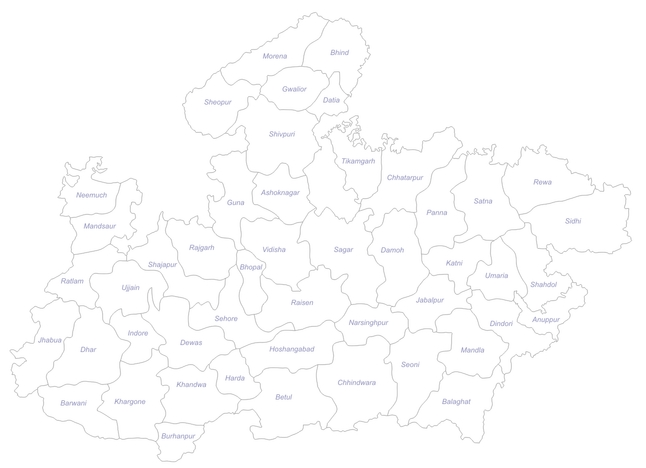 Bhind
Morena
Gwalior
Datia
Sheopur
Shivpuri
Tikamgarh
Chhatarpur
Rewa
Neemuch
Ashoknagar
Guna
Satna
Panna
Sidhi
Mandsaur
Rajgarh
Vidisha
Sagar
Damoh
Katni
Shajapur
Bhopal
Umaria
Ratlam
Ujjain
Shahdol
Raisen
Jabalpur
Sehore
Narsinghpur
Dindori
Anuppur
Indore
Jhabua
Dewas
Dhar
Hoshangabad
Mandla
Seoni
Harda
Khandwa
Chhindwara
Betul
Barwani
Khargone
Balaghat
Burhanpur